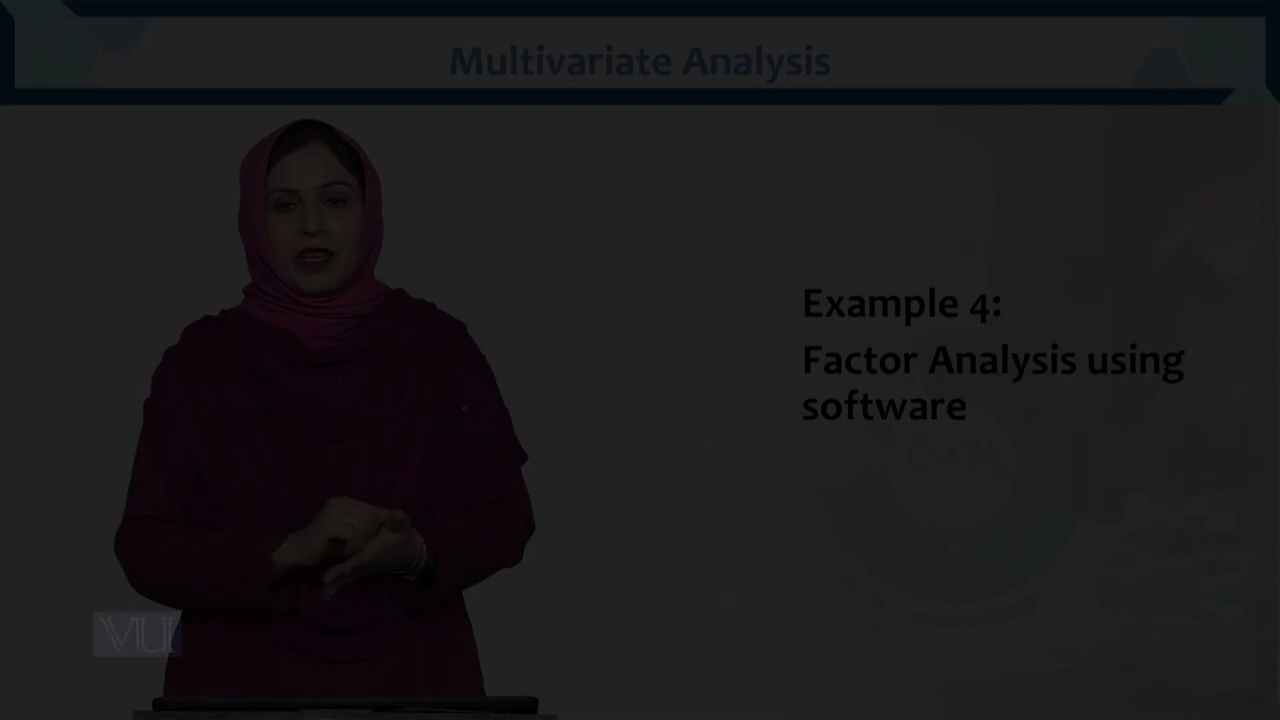 Multivariate Analysis
Example 4:
Factor Analysis using
software
VU